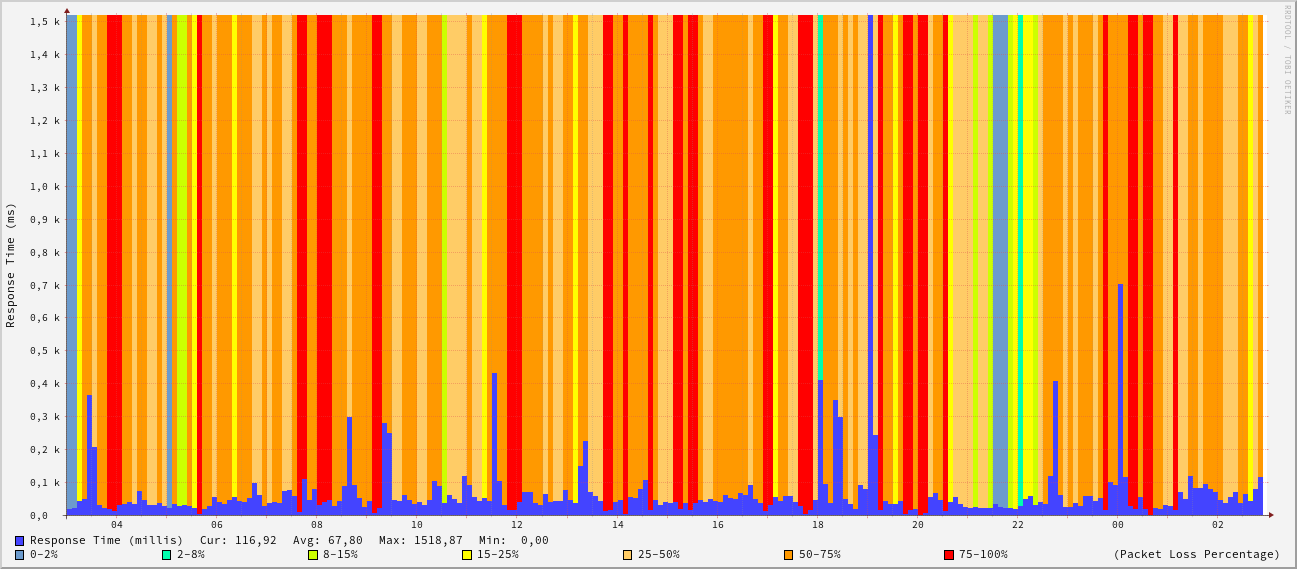 RRDTOOL / TOBI OETIKER
Response Time (ms)
1,5 k
1,4 k
1,3 k
1,2 k
1,1 k
1,0 k
0,9 k
0,8 k
0,7 k
0,6 k
0,5 k
0,4 k
0,3 k
0,2 k
0,1 k
0,0
04 06 08 10 12 14 16 18 20 22 00 02
Response Time (millis) Cur: 116,92 Avg: 67,80 Max: 1518,87 Min: 0,00
0-2% 2-8% 8-15% 15-25% 25-50% 50-75% 75-100% (Packet Loss Percentage)